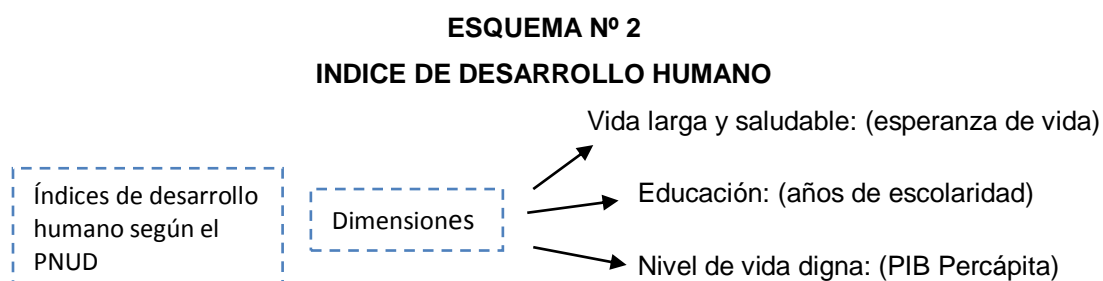 ESQUEMA Nº 2
INDICE DE DESARROLLO HUMANO
Vida larga y saludable: (esperanza de vida)
Índices de desarrollo
humano según el
PNUD
Dimensiones
Educación: (años de escolaridad)
Nivel de vida digna: (PIB Percápita)